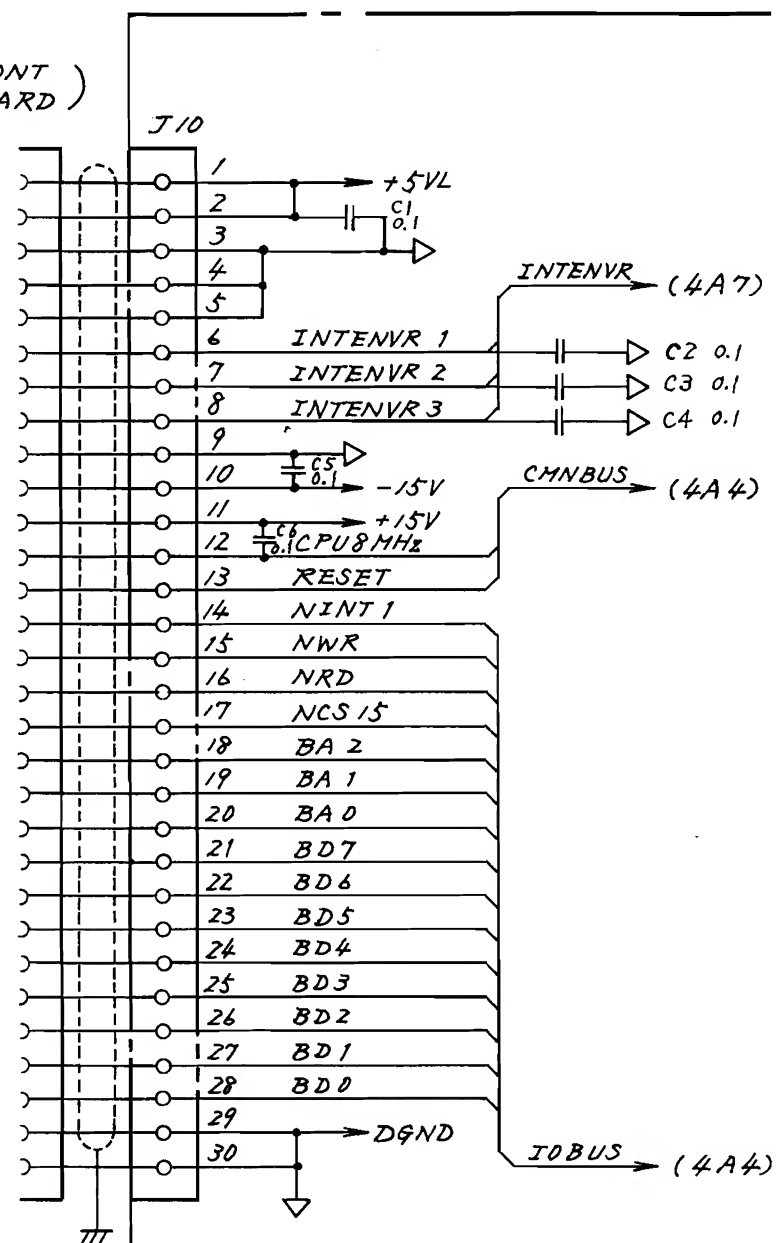 ONT
ARD )
J10
1 +5VL
2 C1
0.1
3
4
5
INTENVR (4A7)
6 INTENVR 1 C2 0.1
7 INTENVR 2 C3 0.1
8 INTENVR 3 C4 0.1
9
C5
0.1
10 -15V
CMNBUS (4A4)
11 +15V
C6
0.1
12 CPU8MHz
13 RESET
14 NINT 1
15 NWR
16 NRD
17 NCS 15
18 BA 2
19 BA 1
20 BA 0
21 BD7
22 BD6
23 BD5
24 BD4
25 BD3
26 BD2
27 BD1
28 BD0
29 DGND
30
IOBUS (4A4)